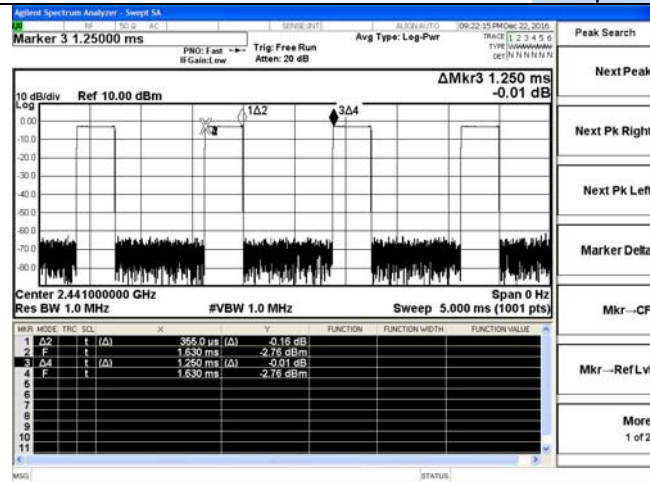 Agilent Spectrum Analyzer - Swept SA
RF 50 Ω AC SENSE:INT ALIGN AUTO 09:22:15 PM Dec 22, 2016
Marker 3 1.25000 ms
PNO: Fast Trig: Free Run Avg Type: Log-Pwr TRACE 1 2 3 4 5 6
IFGain:Low Atten: 20 dB TYPE WWWWWW
DET N N N N N N
Peak Search
ΔMkr3 1.250 ms
-0.01 dB
10 dB/div Ref 10.00 dBm
Log
1Δ2 3Δ4
0.00
-10.0
-20.0
-30.0
-40.0
-50.0
-60.0
-70.0
-80.0
Center 2.441000000 GHz Span 0 Hz
Res BW 1.0 MHz #VBW 1.0 MHz Sweep 5.000 ms (1001 pts)
MKR MODE TRC SCL X Y FUNCTION FUNCTION WIDTH FUNCTION VALUE
1 Δ2 t (Δ) 355.0 µs (Δ) -0.16 dB
2 F t 1.630 ms -2.76 dBm
3 Δ4 t (Δ) 1.250 ms (Δ) -0.01 dB
4 F t 1.630 ms -2.76 dBm
5
6
7
8
9
10
11
MSG STATUS
Next Peak
Next Pk Right
Next Pk Left
Marker Delta
Mkr→CF
Mkr→Ref Lvl
More
1 of 2